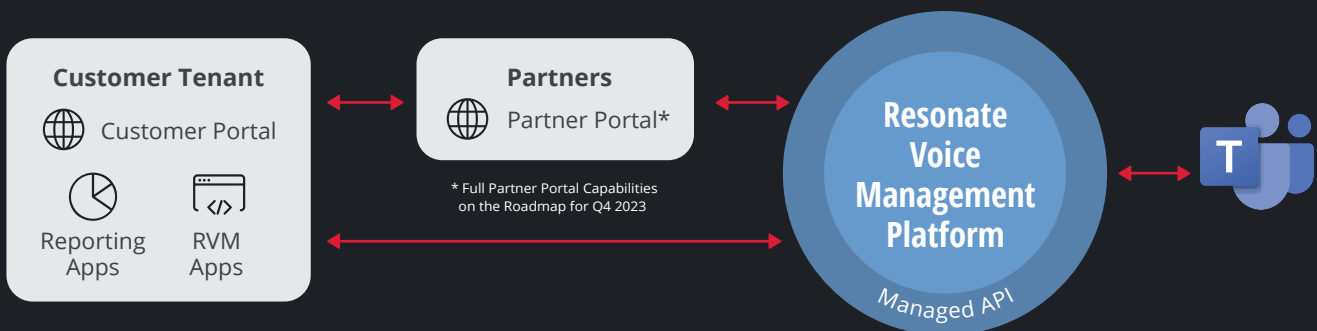 Customer Tenant
Customer Portal
Reporting
Apps
RVM
Apps
Partners
Partner Portal*
* Full Partner Portal Capabilities
on the Roadmap for Q4 2023
Resonate
Voice
Management
Platform
Managed API
T